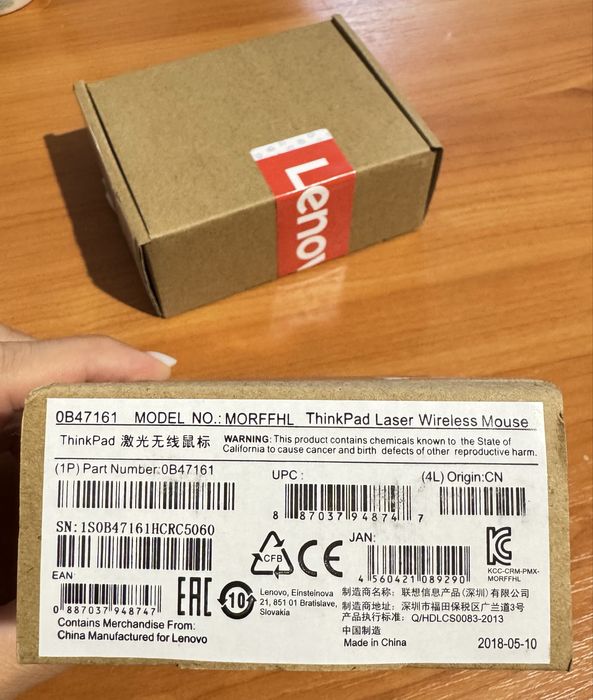 Lenovo
0B47161 MODEL NO.: MORFFHL ThinkPad Laser Wireless Mouse
ThinkPad 激光无线鼠标
WARNING: This product contains chemicals known to the State of
California to cause cancer and birth defects of other reproductive harm.
(1P) Part Number:0B47161
UPC :
(4L) Origin:CN
8 87037 94874 7
SN: 1S0B47161HCRC5060
CFB
CE
JAN:
4 560421 089290
KC
KCC-CRM-PMX-
MORFFHL
EAN
0 887037 948747
EAC
10
Lenovo, Einsteinova
21, 851 01 Bratislave,
Slovakia
制造商名称: 联想信息产品(深圳)有限公司
制造商地址: 深圳市福田保税区广兰道3号
产品执行标准: Q/HDLCS0083-2013
中国制造
Made in China
Contains Merchandise From:
China Manufactured for Lenovo
2018-05-10